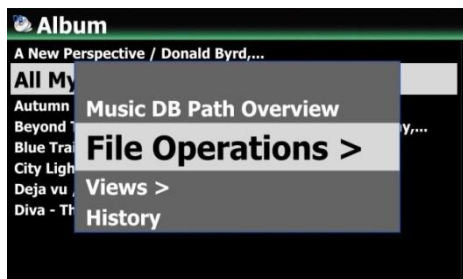 Album
A New Perspective / Donald Byrd,...
All My
Autumn
Music DB Path Overview
Beyond
y,...
Blue Trai
File Operations >
City Ligh
Deja vu
Views >
Diva - Th
History